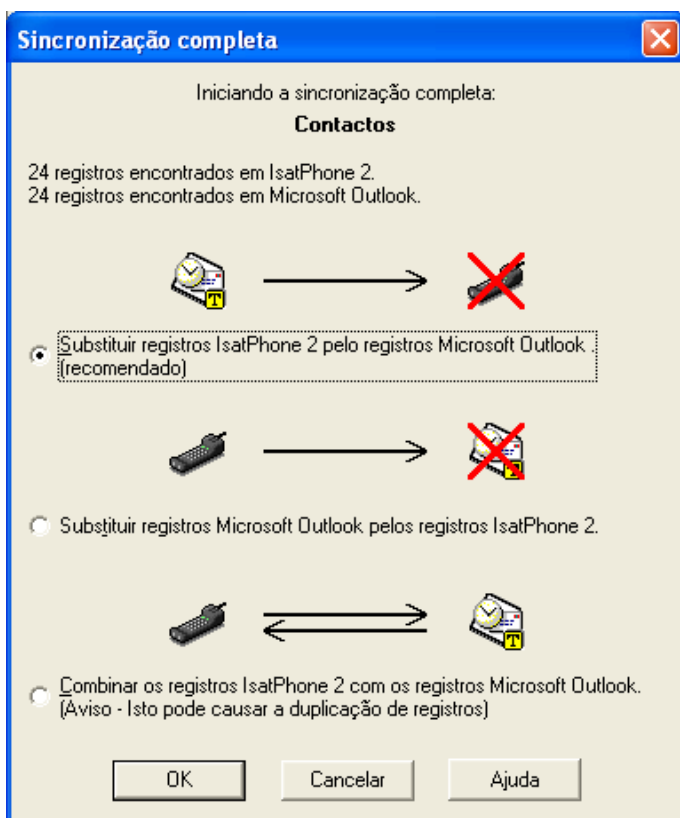 Sincronização completa
Iniciando a sincronização completa:
Contactos
24 registros encontrados em IsatPhone 2.
24 registros encontrados em Microsoft Outlook.
T
Substituir registros IsatPhone 2 pelo registros Microsoft Outlook .
(recomendado)
T
Substituir registros Microsoft Outlook pelos registros IsatPhone 2.
T
Combinar os registros IsatPhone 2 com os registros Microsoft Outlook.
(Aviso - Isto pode causar a duplicação de registros)
OK Cancelar Ajuda